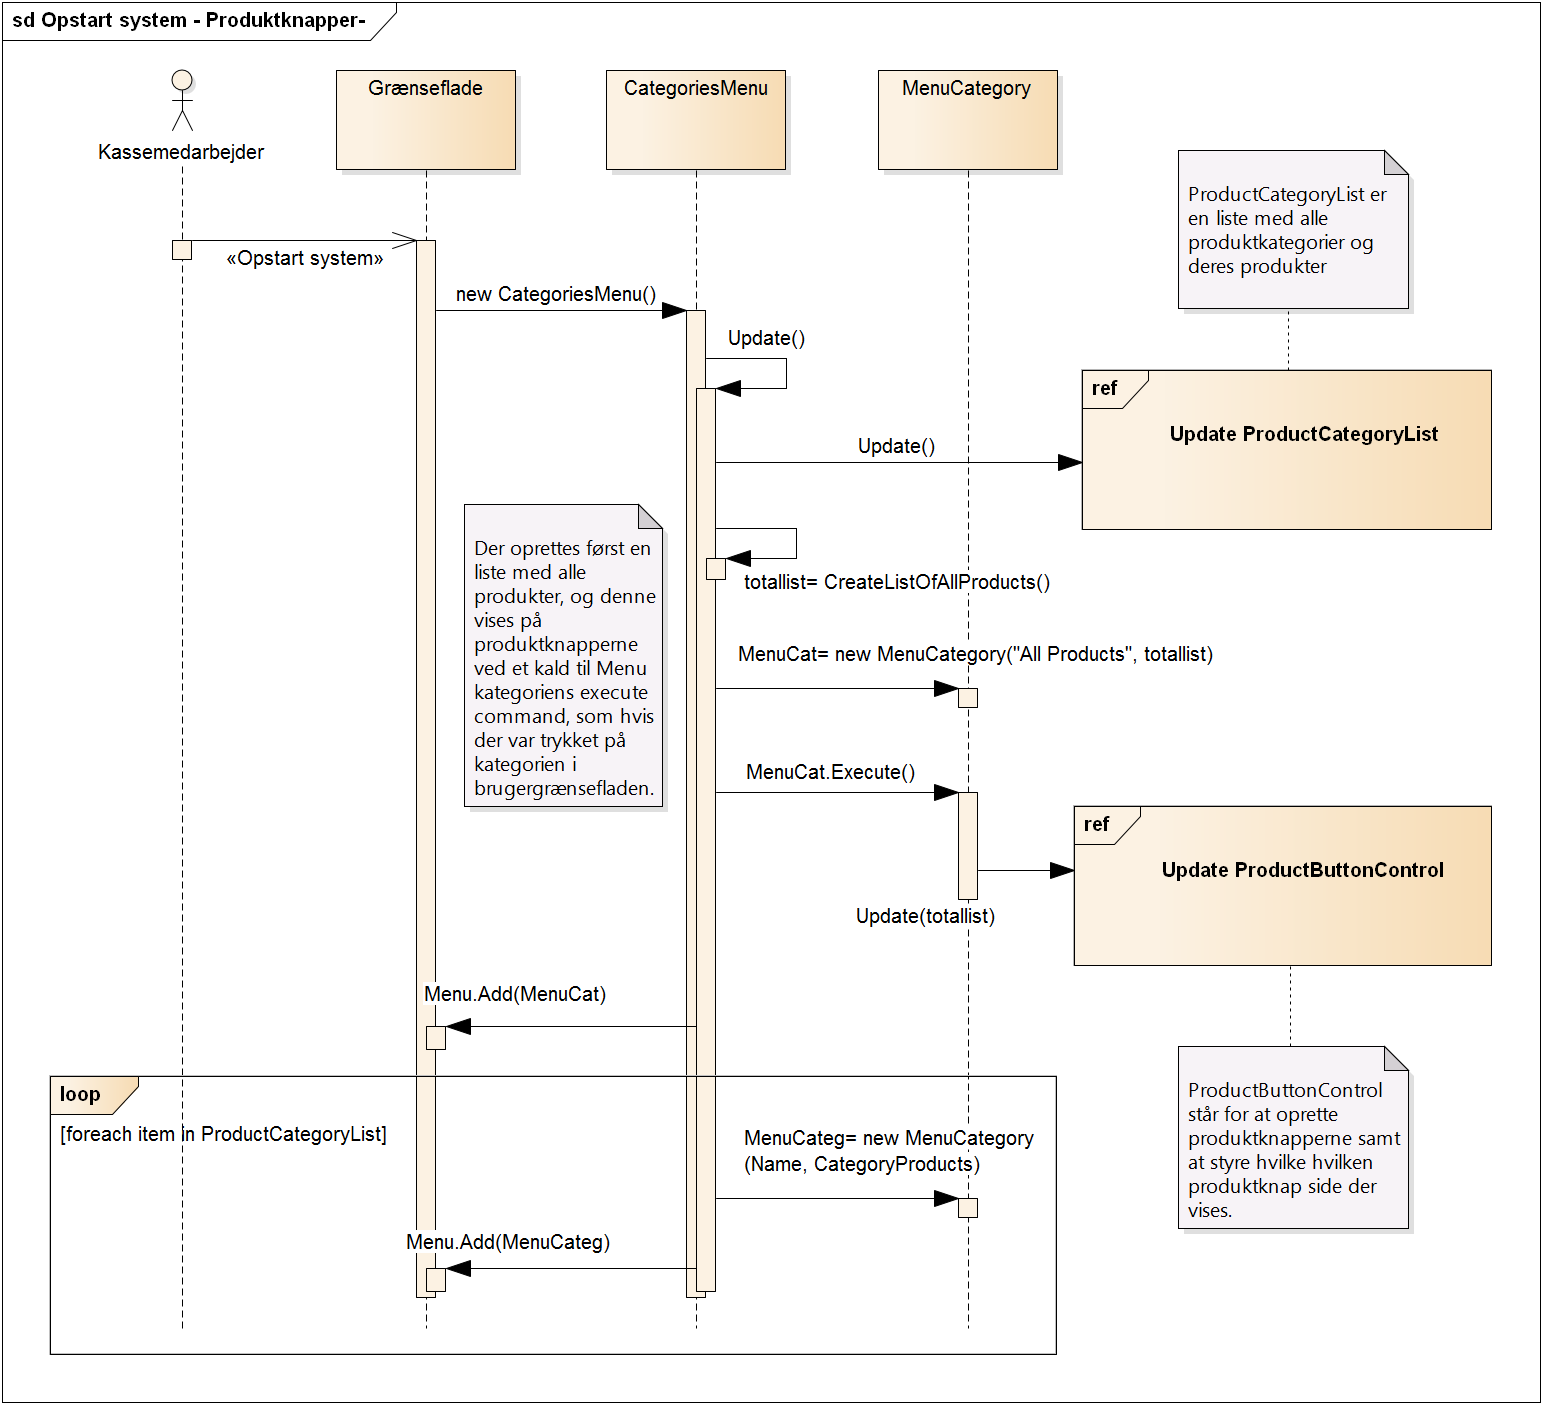 sd Opstart system - Produktknapper-
Kassemedarbejder
Grænseflade
CategoriesMenu
MenuCategory
ProductCategoryList er
en liste med alle
produktkategorier og
deres produkter
«Opstart system»
new CategoriesMenu()
Update()
ref
Update ProductCategoryList
Update()
Der oprettes først en
liste med alle
produkter, og denne
vises på
produktknapperne
ved et kald til Menu
kategoriens execute
command, som hvis
der var trykket på
kategorien i
brugergrænsefladen.
totallist= CreateListOfAllProducts()
MenuCat= new MenuCategory("All Products", totallist)
MenuCat.Execute()
ref
Update ProductButtonControl
Update(totallist)
Menu.Add(MenuCat)
ProductButtonControl
står for at oprette
produktknapperne samt
at styre hvilke hvilken
produktknap side der
vises.
loop
[foreach item in ProductCategoryList]
MenuCateg= new MenuCategory
(Name, CategoryProducts)
Menu.Add(MenuCateg)